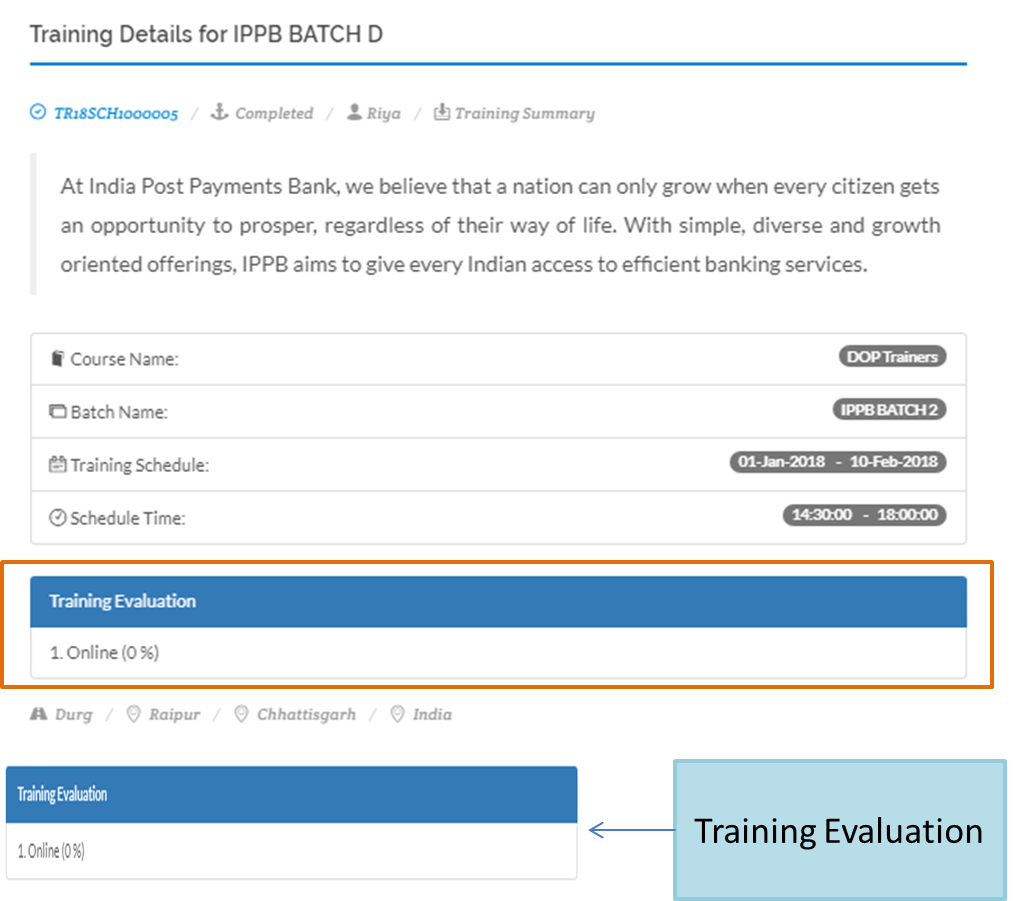 Training Details for IPPB BATCH D
TR18SCH1000005 / Completed / Riya / Training Summary
At India Post Payments Bank, we believe that a nation can only grow when every citizen gets
an opportunity to prosper, regardless of their way of life. With simple, diverse and growth
oriented offerings, IPPB aims to give every Indian access to efficient banking services.
Course Name: DOP Trainers
Batch Name: IPPB BATCH 2
Training Schedule: 01-Jan-2018 - 10-Feb-2018
Schedule Time: 14:30:00 - 18:00:00
Training Evaluation
1. Online (0 %)
Durg / Raipur / Chhattisgarh / India
Training Evaluation
1. Online (0 %)
Training Evaluation